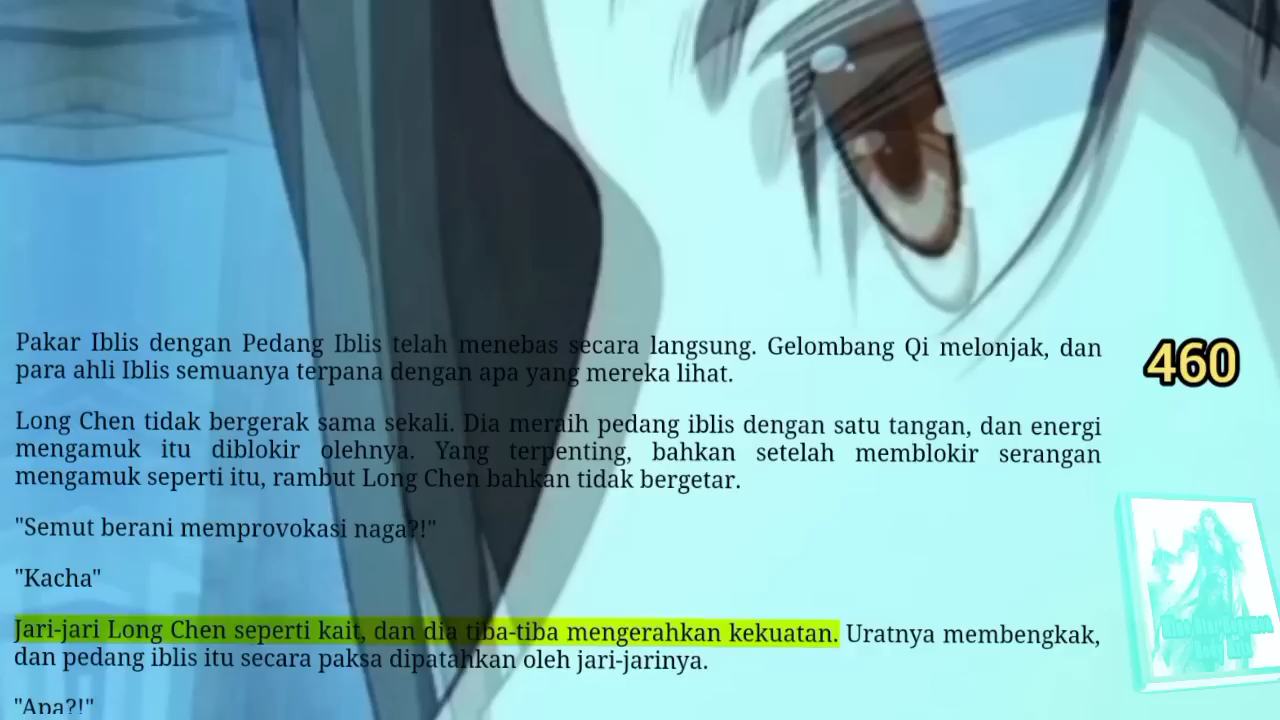 Pakar Iblis dengan Pedang Iblis telah menebas secara langsung. Gelombang Qi melonjak, dan
para ahli Iblis semuanya terpana dengan apa yang mereka lihat.
460
Long Chen tidak bergerak sama sekali. Dia meraih pedang iblis dengan satu tangan, dan energi
mengamuk itu diblokir olehnya. Yang terpenting, bahkan setelah memblokir serangan
mengamuk seperti itu, rambut Long Chen bahkan tidak bergetar.
"Semut berani memprovokasi naga?!"
"Kacha"
Jari-jari Long Chen seperti kait, dan dia tiba-tiba mengerahkan kekuatan. Uratnya membengkak,
dan pedang iblis itu secara paksa dipatahkan oleh jari-jarinya.
"Apa?!"